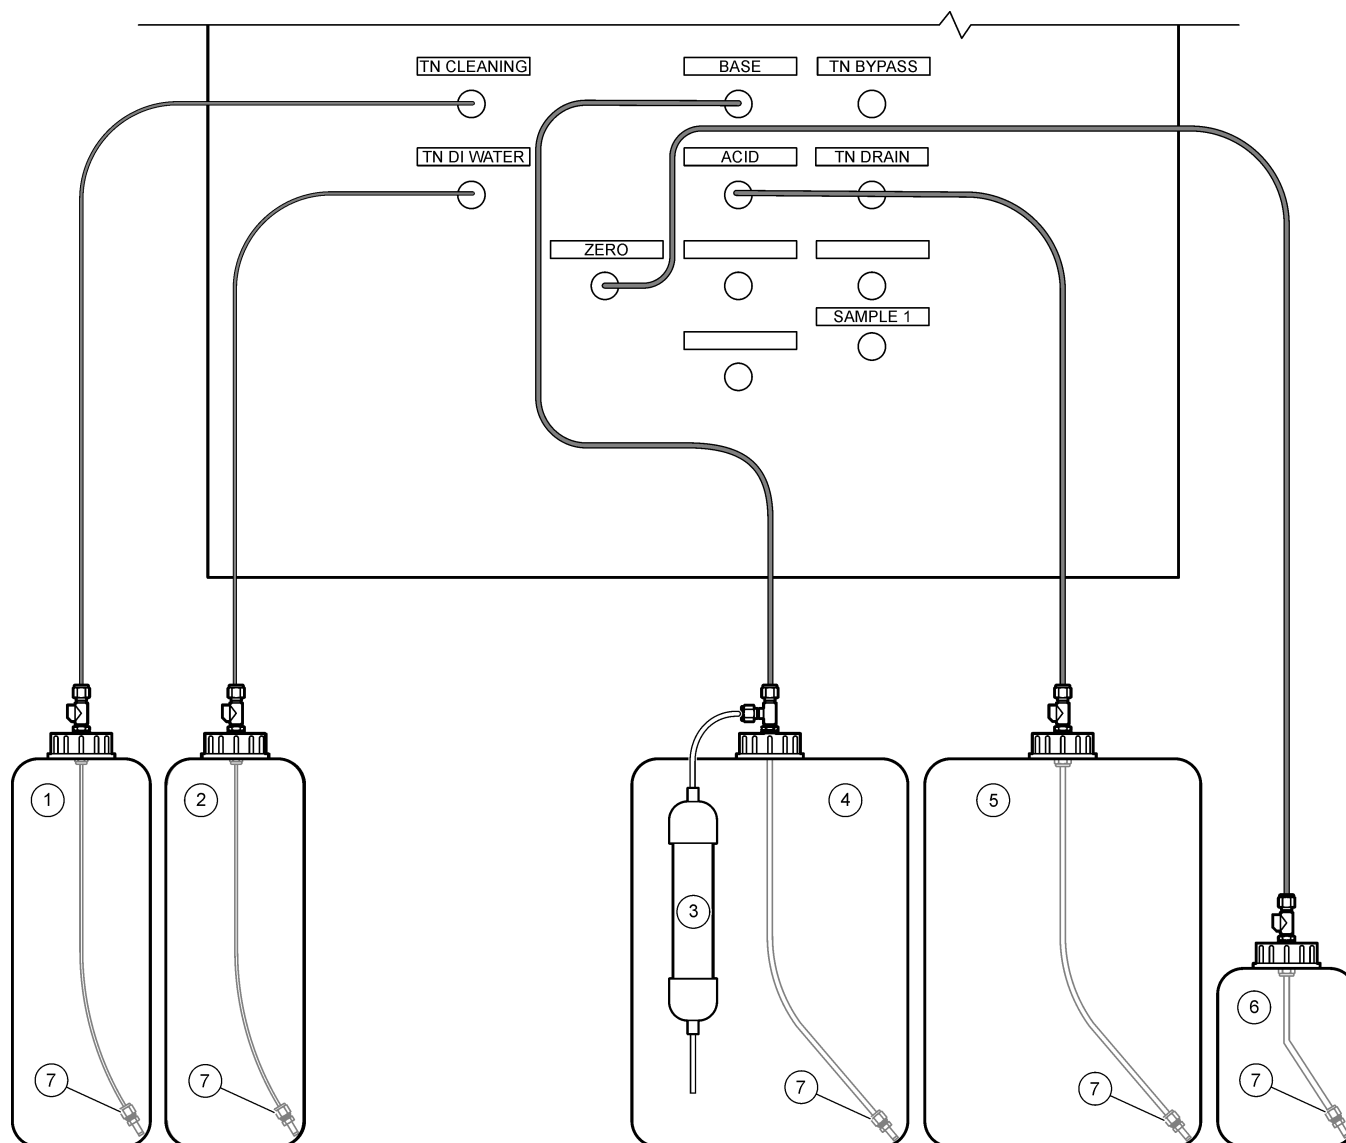 TN CLEANING
BASE
TN BYPASS
TN DI WATER
ACID
TN DRAIN
ZERO
SAMPLE 1
1
2
4
5
3
6
7
7
7
7
7